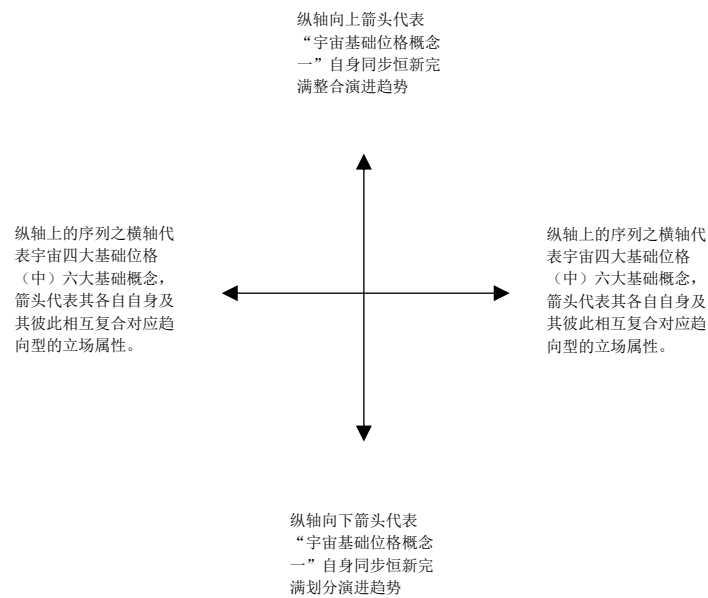 纵轴向上箭头代表
“宇宙基础位格概念
一”自身同步恒新完
满整合演进趋势
纵轴上的序列之横轴代
表宇宙四大基础位格
（中）六大基础概念，
箭头代表其各自自身及
其彼此相互复合对应趋
向型的立场属性。
纵轴上的序列之横轴代
表宇宙四大基础位格
（中）六大基础概念，
箭头代表其各自自身及
其彼此相互复合对应趋
向型的立场属性。
纵轴向下箭头代表
“宇宙基础位格概念
一”自身同步恒新完
满划分演进趋势